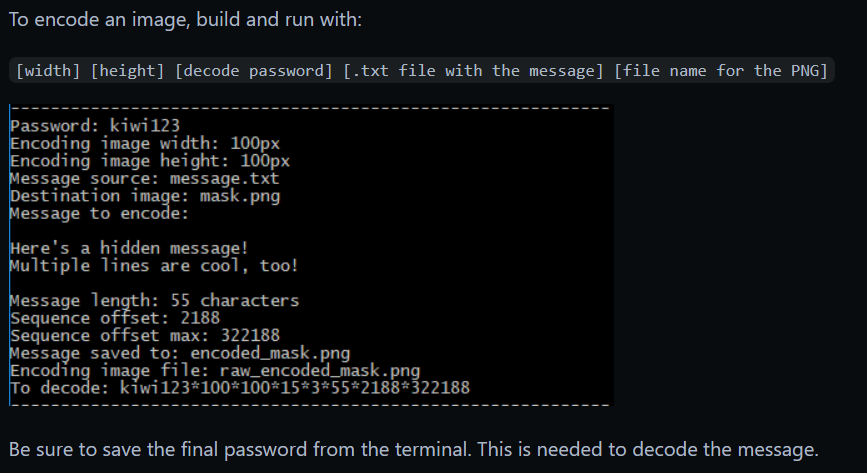 To encode an image, build and run with:
[width] [height] [decode password] [.txt file with the message] [file name for the PNG]
------------------------------------------------------------
Password: kiwi123
Encoding image width: 100px
Encoding image height: 100px
Message source: message.txt
Destination image: mask.png
Message to encode:
Here's a hidden message!
Multiple lines are cool, too!
Message length: 55 characters
Sequence offset: 2188
Sequence offset max: 322188
Message saved to: encoded_mask.png
Encoding image file: raw_encoded_mask.png
To decode: kiwi123*100*100*15*3*55*2188*322188
------------------------------------------------------------
Be sure to save the final password from the terminal. This is needed to decode the message.